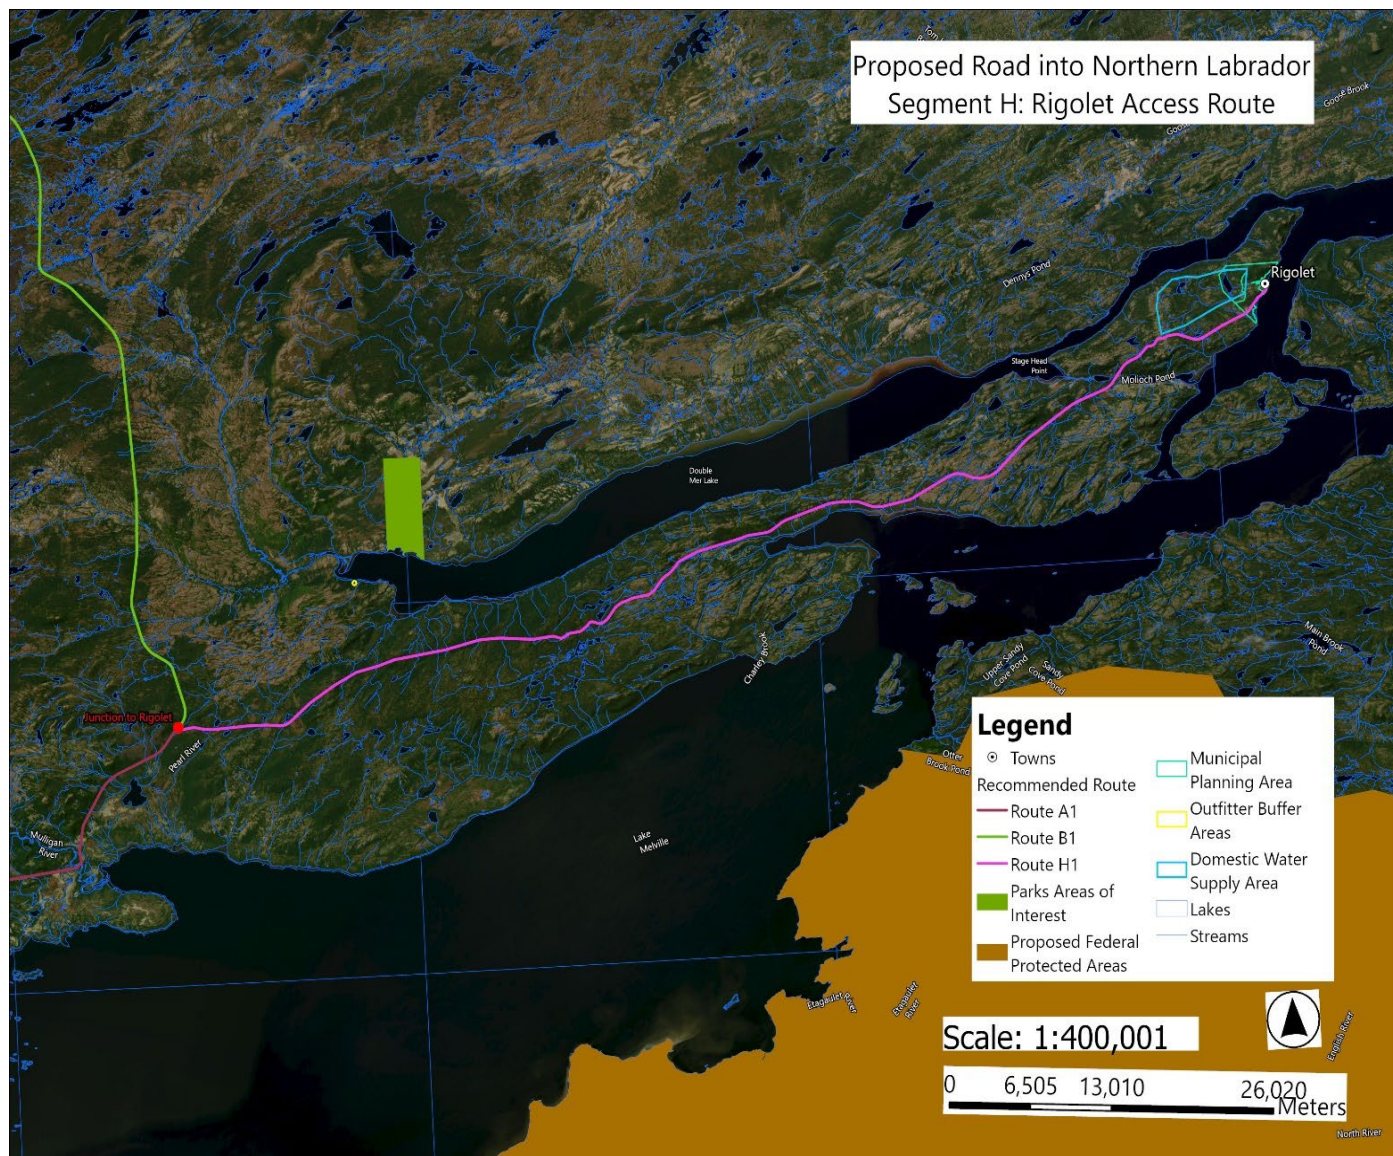 Proposed Road into Northern Labrador
Segment H: Rigolet Access Route
Goose Brook
Dennys Pond
Rigolet
Stage Head
Point
Molioch Pond
Double
Mer Lake
Charley Brook
Upper Sandy
Cove Pond
Sandy
Cove Pond
Main Brook
Pond
Junction to Rigolet
Pearl River
Otter
Brook Pond
Mulligan
River
Lake
Melville
Legend
Towns
Recommended Route
Route A1
Route B1
Route H1
Parks Areas of
Interest
Proposed Federal
Protected Areas
Municipal
Planning Area
Outfitter Buffer
Areas
Domestic Water
Supply Area
Lakes
Streams
Etagaulet River
Etagaulet
River
English River
Scale: 1:400,001
0 6,505 13,010 26,020
Meters
North River